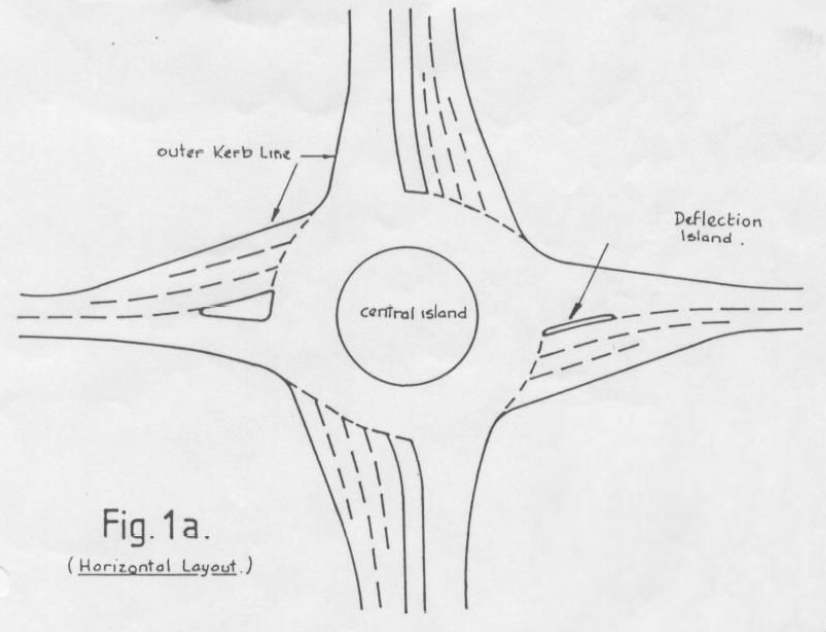 outer Kerb Line
Deflection
Island.
central island
Fig. 1a.
(Horizontal Layout.)